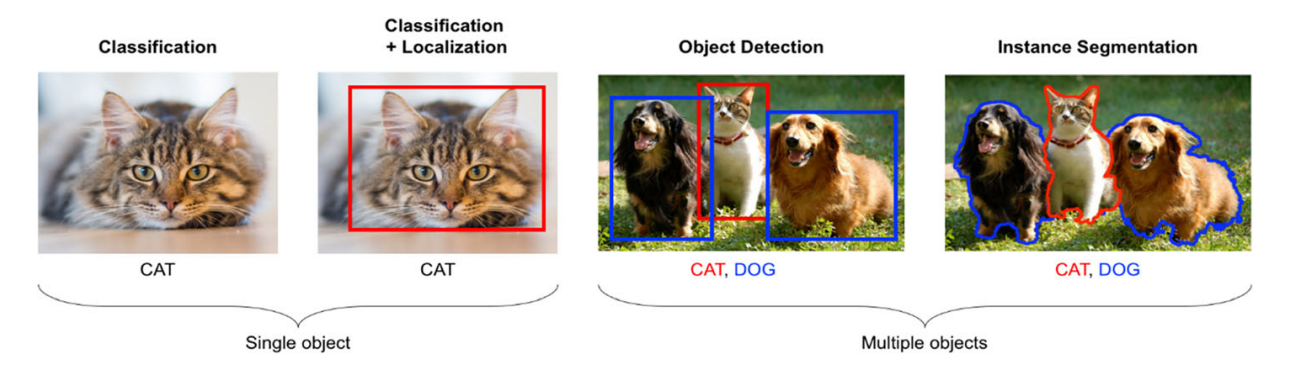 Classification
Classification
+ Localization
Object Detection
Instance Segmentation
CAT
CAT
CAT, DOG
CAT, DOG
Single object
Multiple objects